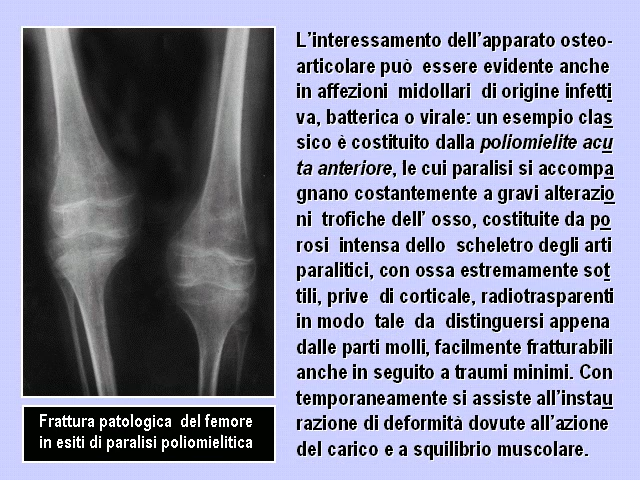 L'interessamento dell'apparato osteo-
articolare può essere evidente anche
in affezioni midollari di origine infetti
va, batterica o virale: un esempio clas
sico è costituito dalla poliomielite acu
ta anteriore, le cui paralisi si accompa
gnano costantemente a gravi alterazio
ni trofiche dell' osso, costituite da po
rosi intensa dello scheletro degli arti
paralitici, con ossa estremamente sot
tili, prive di corticale, radiotrasparenti
in modo tale da distinguersi appena
dalle parti molli, facilmente fratturabili
anche in seguito a traumi minimi. Con
temporaneamente si assiste all'instau
razione di deformità dovute all'azione
del carico e a squilibrio muscolare.
Frattura patologica del femore
in esiti di paralisi poliomielitica